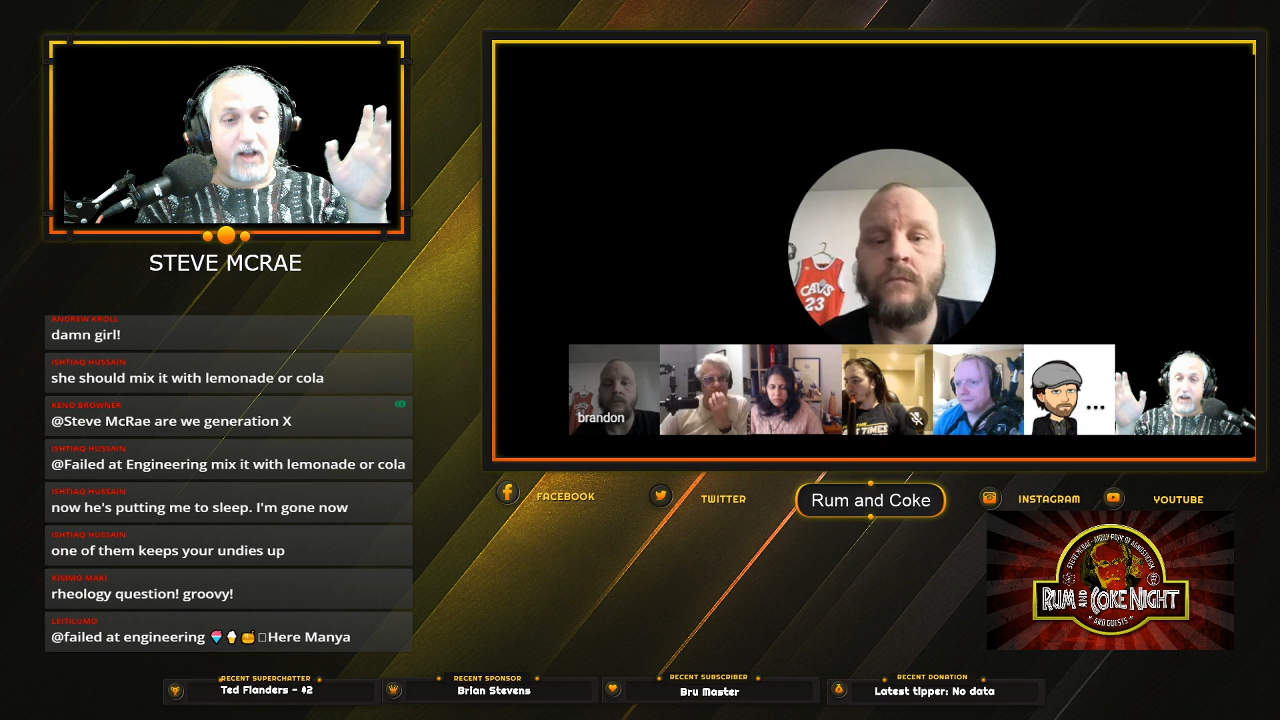 STEVE MCRAE
ANDREW KROLL
damn girl!
ISHTIAQ HUSSAIN
she should mix it with lemonade or cola
KENO BROWNER
@Steve McRae are we generation X
ISHTIAQ HUSSAIN
@Failed at Engineering mix it with lemonade or cola
ISHTIAQ HUSSAIN
now he's putting me to sleep. I'm gone now
ISHTIAQ HUSSAIN
one of them keeps your undies up
KIMMO MAKI
rheology question! groovy!
LEITILUMO
@failed at engineering 🍧🍦🍯□Here Manya
CAVS
23
brandon
FACEBOOK
TWITTER
Rum and Coke
INSTAGRAM
YOUTUBE
RUM AND COKE NIGHT
AND GUESTS
RECENT SUPERCHATTER
Ted Flanders - $2
RECENT SPONSOR
Brian Stevens
RECENT SUBSCRIBER
Bru Master
RECENT DONATION
Latest tipper: No data